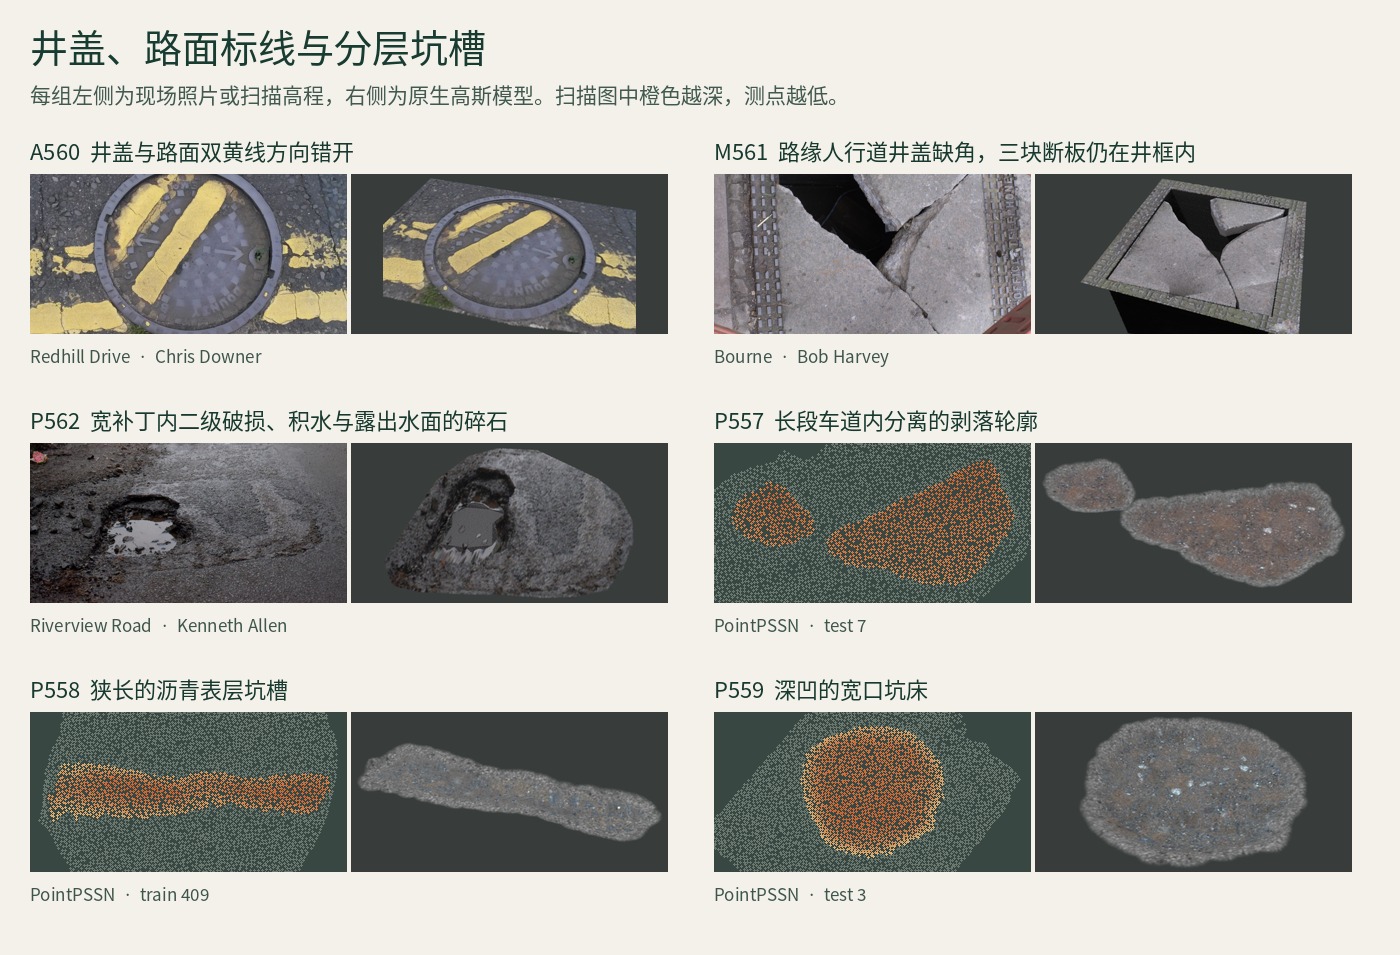 井盖、路面标线与分层坑槽
每组左侧为现场照片或扫描高程，右侧为原生高斯模型。扫描图中橙色越深，测点越低。
A560 井盖与路面双黄线方向错开
M561 路缘人行道井盖缺角，三块断板仍在井框内
Redhill Drive · Chris Downer
Bourne · Bob Harvey
P562 宽补丁内二级破损、积水与露出水面的碎石
P557 长段车道内分离的剥落轮廓
Riverview Road · Kenneth Allen
PointPSSN · test 7
P558 狭长的沥青表层坑槽
P559 深凹的宽口坑床
PointPSSN · train 409
PointPSSN · test 3